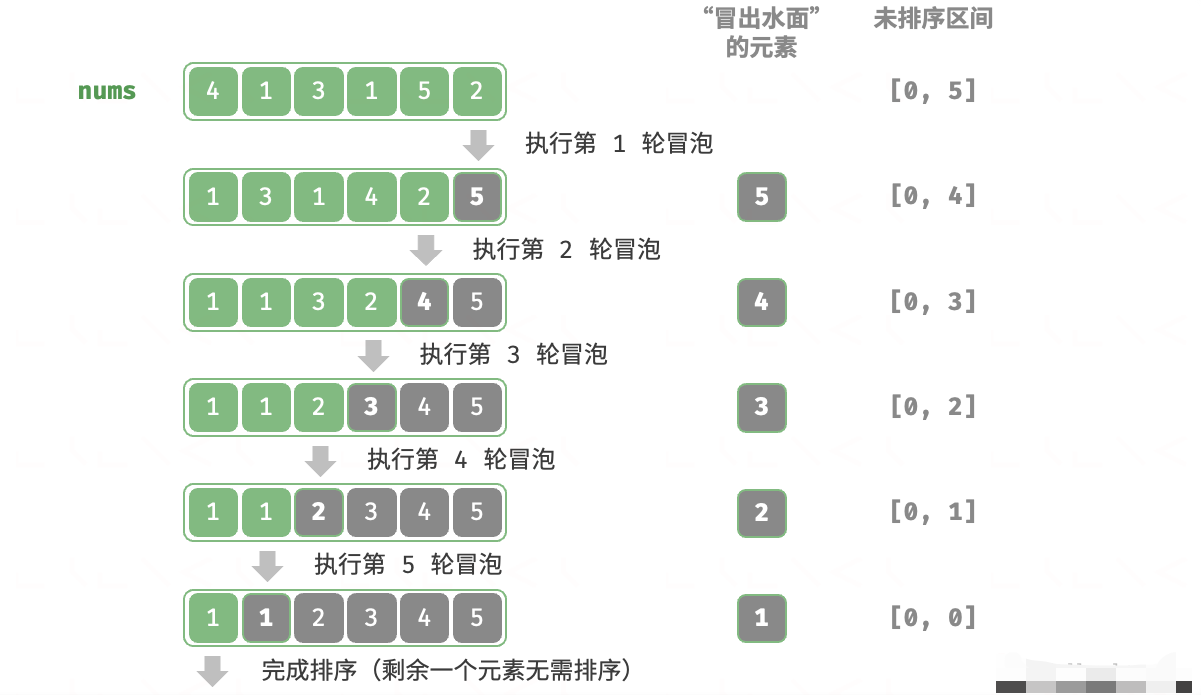 “冒出水面” 未排序区间
的元素
nums 4 1 3 1 5 2 [0, 5]
执行第 1 轮冒泡
1 3 1 4 2 5 5 [0, 4]
执行第 2 轮冒泡
1 1 3 2 4 5 4 [0, 3]
执行第 3 轮冒泡
1 1 2 3 4 5 3 [0, 2]
执行第 4 轮冒泡
1 1 2 3 4 5 2 [0, 1]
执行第 5 轮冒泡
1 1 2 3 4 5 1 [0, 0]
完成排序（剩余一个元素无需排序）